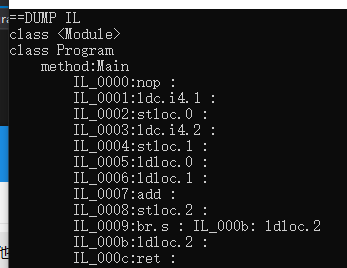 ==DUMP IL
class <Module>
class Program
method:Main
IL_0000:nop :
IL_0001:ldc.i4.1 :
IL_0002:stloc.0 :
IL_0003:ldc.i4.2 :
IL_0004:stloc.1 :
IL_0005:ldloc.0 :
IL_0006:ldloc.1 :
IL_0007:add :
IL_0008:stloc.2 :
IL_0009:br.s : IL_000b: ldloc.2
IL_000b:ldloc.2 :
IL_000c:ret :